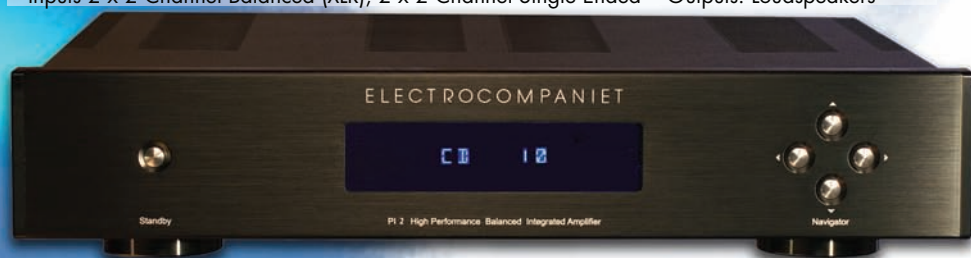 Inputs 2 x 2 Channel Balanced (XLR), 2 x 2 Channel Single Ended   Outputs: Loudspeakers
ELECTROCOMPANIET
CD 10
Standby
PI 2 High Performance Balanced Integrated Amplifier
Navigator